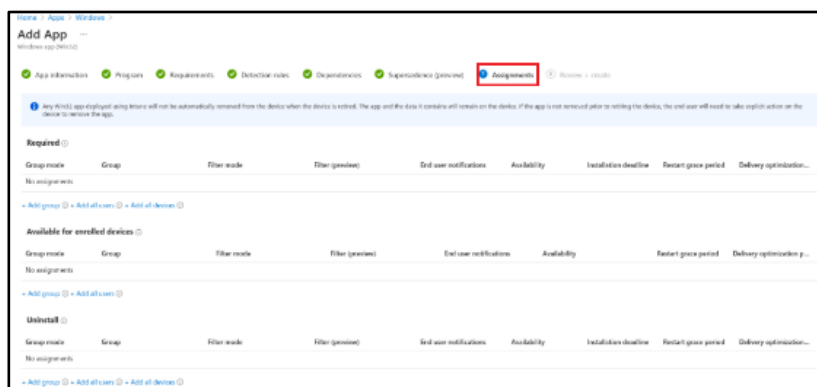 Home > Apps > Windows >
Add App ...
Windows app (Win32)
App information Program Requirements Detection rules Dependencies Supersedence (preview) Assignments Review + create
Any Win32 app deployed using Intune will not be automatically removed from the device when the device is retired. The app and the data it contains will remain on the device. If the app is not removed prior to retiring the device, the end user will need to take explicit action on the
device to remove the app.
Required
Group mode Group Filter mode Filter (preview) End user notifications Availability Installation deadline Restart grace period Delivery optimization...
No assignments
+ Add group + Add all users + Add all devices
Available for enrolled devices
Group mode Group Filter mode Filter (preview) End user notifications Availability Restart grace period Delivery optimization p...
No assignments
+ Add group + Add all users
Uninstall
Group mode Group Filter mode Filter (preview) End user notifications Availability Installation deadline Restart grace period Delivery optimization...
No assignments
+ Add group + Add all users + Add all devices